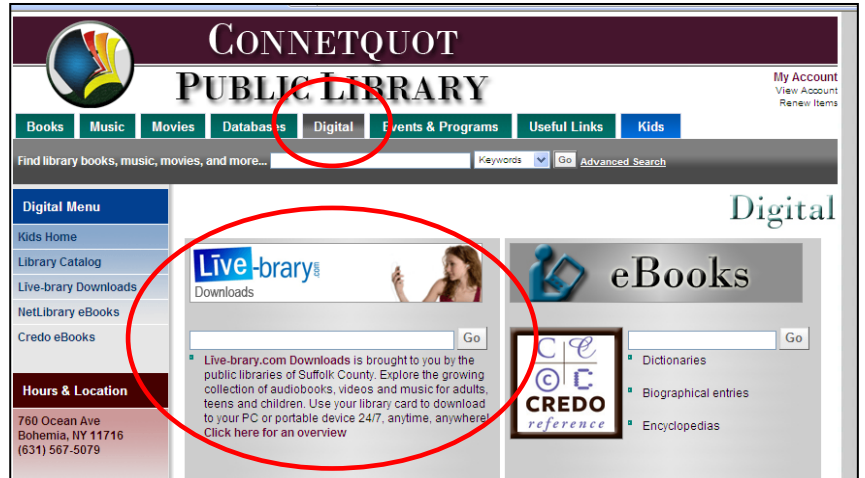 CONNETQUOT
PUBLIC LIBRARY
My Account
View Account
Renew Items
Books Music Movies Databases Digital Events & Programs Useful Links Kids
Find library books, music, movies, and more... Keywords Go Advanced Search
Digital Menu
Kids Home
Library Catalog
Līve-brary Downloads
NetLibrary eBooks
Credo eBooks
Hours & Location
760 Ocean Ave
Bohemia, NY 11716
(631) 567-5079
Digital
Līve-brary
Downloads
Go
Līve-brary.com Downloads is brought to you by the
public libraries of Suffolk County. Explore the growing
collection of audiobooks, videos and music for adults,
teens and children. Use your library card to download
to your PC or portable device 24/7, anytime, anywhere!
Click here for an overview
eBooks
Go
C C
© C
CREDO
reference
Dictionaries
Biographical entries
Encyclopedias